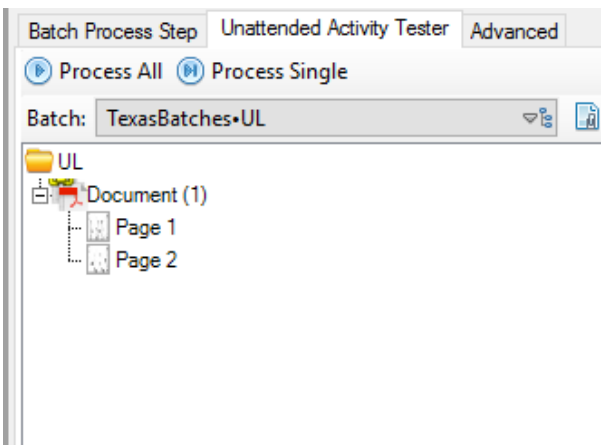 Batch Process Step Unattended Activity Tester Advanced
Process All Process Single
Batch: TexasBatches•UL
UL
Document (1)
Page 1
Page 2